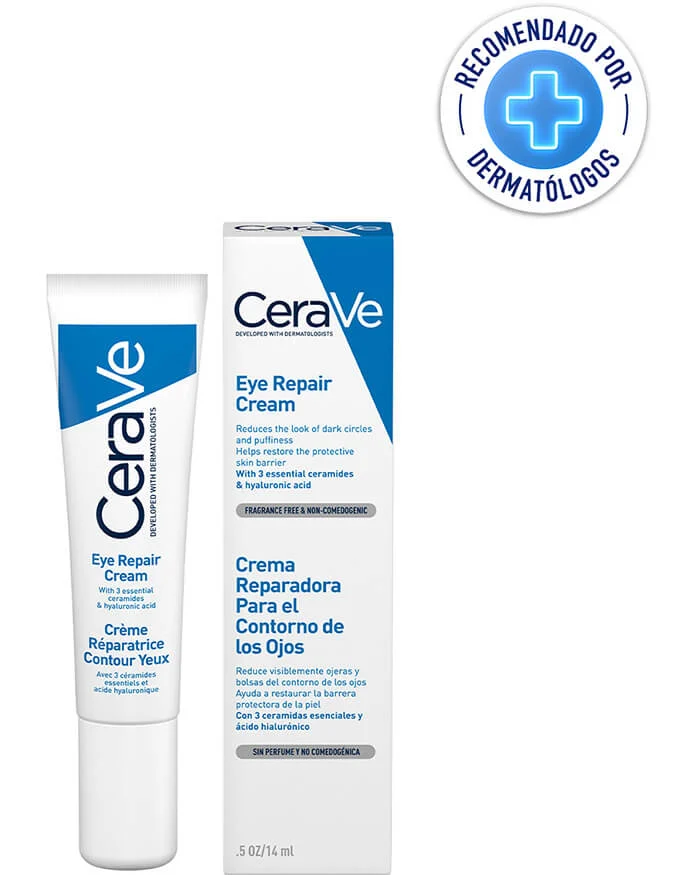 RECOMENDADO POR
DERMATÓLOGOS
CeraVe
CeraVe
DEVELOPED WITH DERMATOLOGISTS
Eye Repair
Cream
Reduces the look of dark circles
and puffiness
Helps restore the protective
skin barrier
With 3 essential ceramides
& hyaluronic acid
FRAGRANCE FREE & NON-COMEDOGENIC
Crema
Reparadora
Para el
Contorno de
los Ojos
Reduce visiblemente ojeras y
bolsas del contorno de los ojos
Ayuda a restaurar la barrera
protectora de la piel
Con 3 ceramidas esenciales y
ácido hialurónico
SIN PERFUME Y NO COMEDOGÉNICA
.5 OZ/14 ml
CeraVe
DEVELOPED WITH DERMATOLOGISTS
Eye Repair
Cream
With 3 essential
ceramides
& hyaluronic acid
Crème
Réparatrice
Contour Yeux
Avec 3 céramides
essentiels et
acide hyaluronique